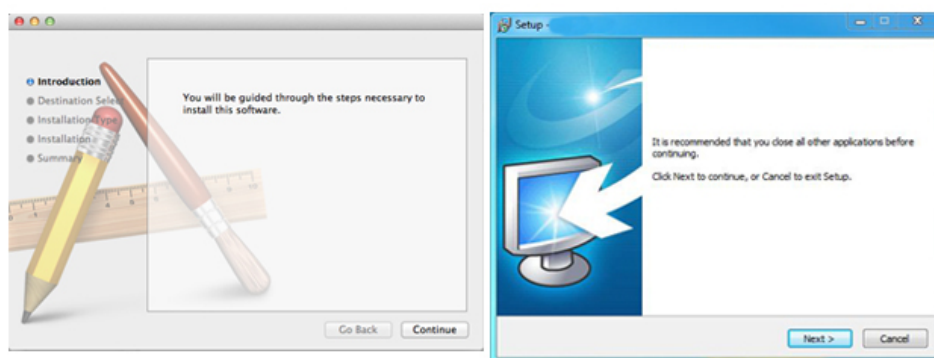 Introduction
Destination Select
Installation Type
Installation
Summary
You will be guided through the steps necessary to
install this software.
Go Back
Continue
Setup -
It is recommended that you close all other applications before
continuing.
Click Next to continue, or Cancel to exit Setup.
Next >
Cancel